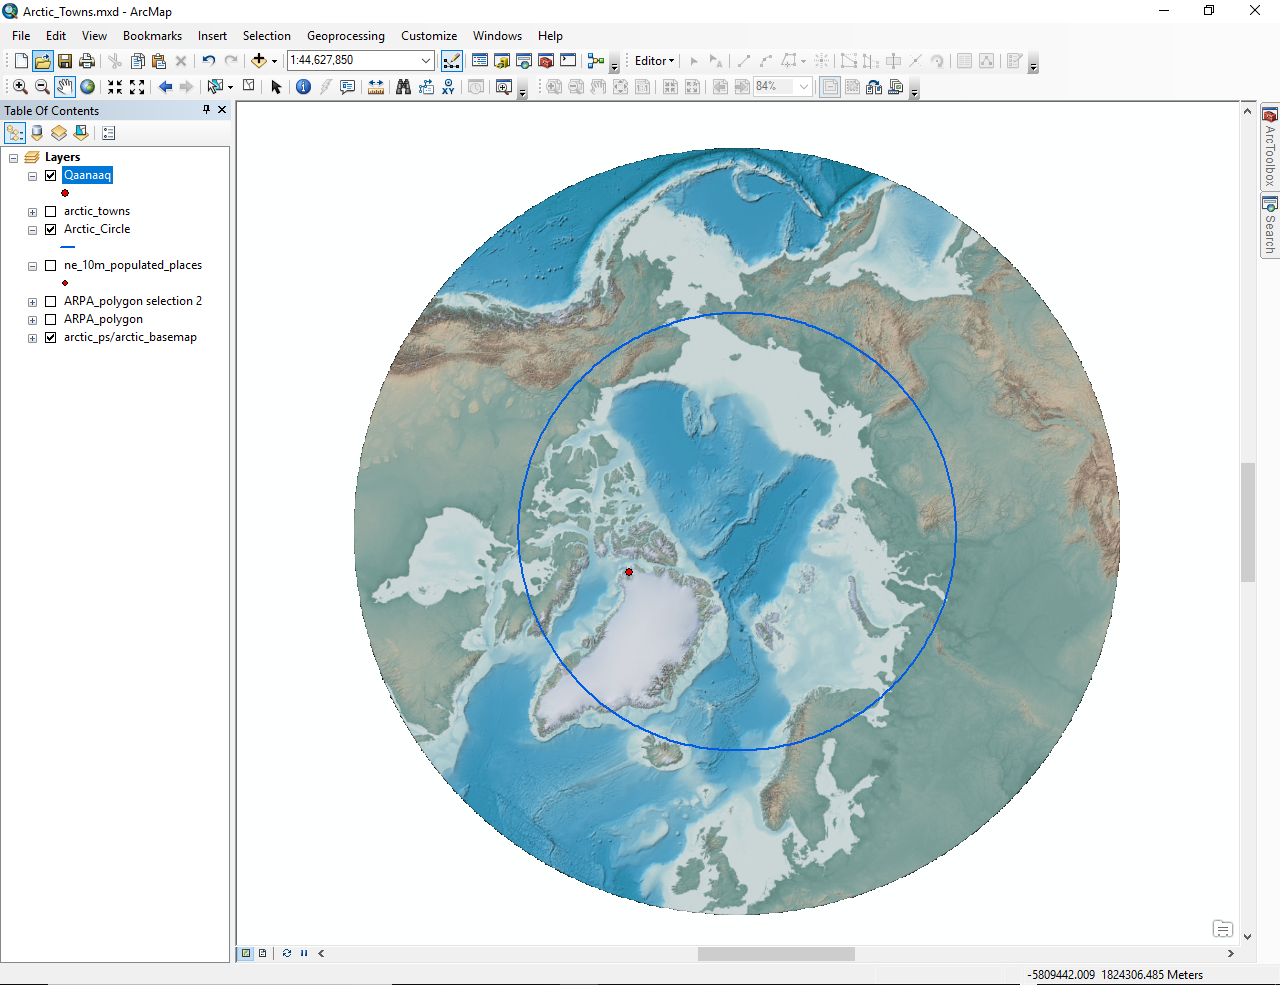 Arctic_Towns.mxd - ArcMap
File Edit View Bookmarks Insert Selection Geoprocessing Customize Windows Help
1:44,627,850 Editor
XY 84%
Table Of Contents
Layers
Qaanaaq
arctic_towns
Arctic_Circle
ne_10m_populated_places
ARPA_polygon selection 2
ARPA_polygon
arctic_ps/arctic_basemap
ArcToolbox
Search
-5809442.009 1824306.485 Meters